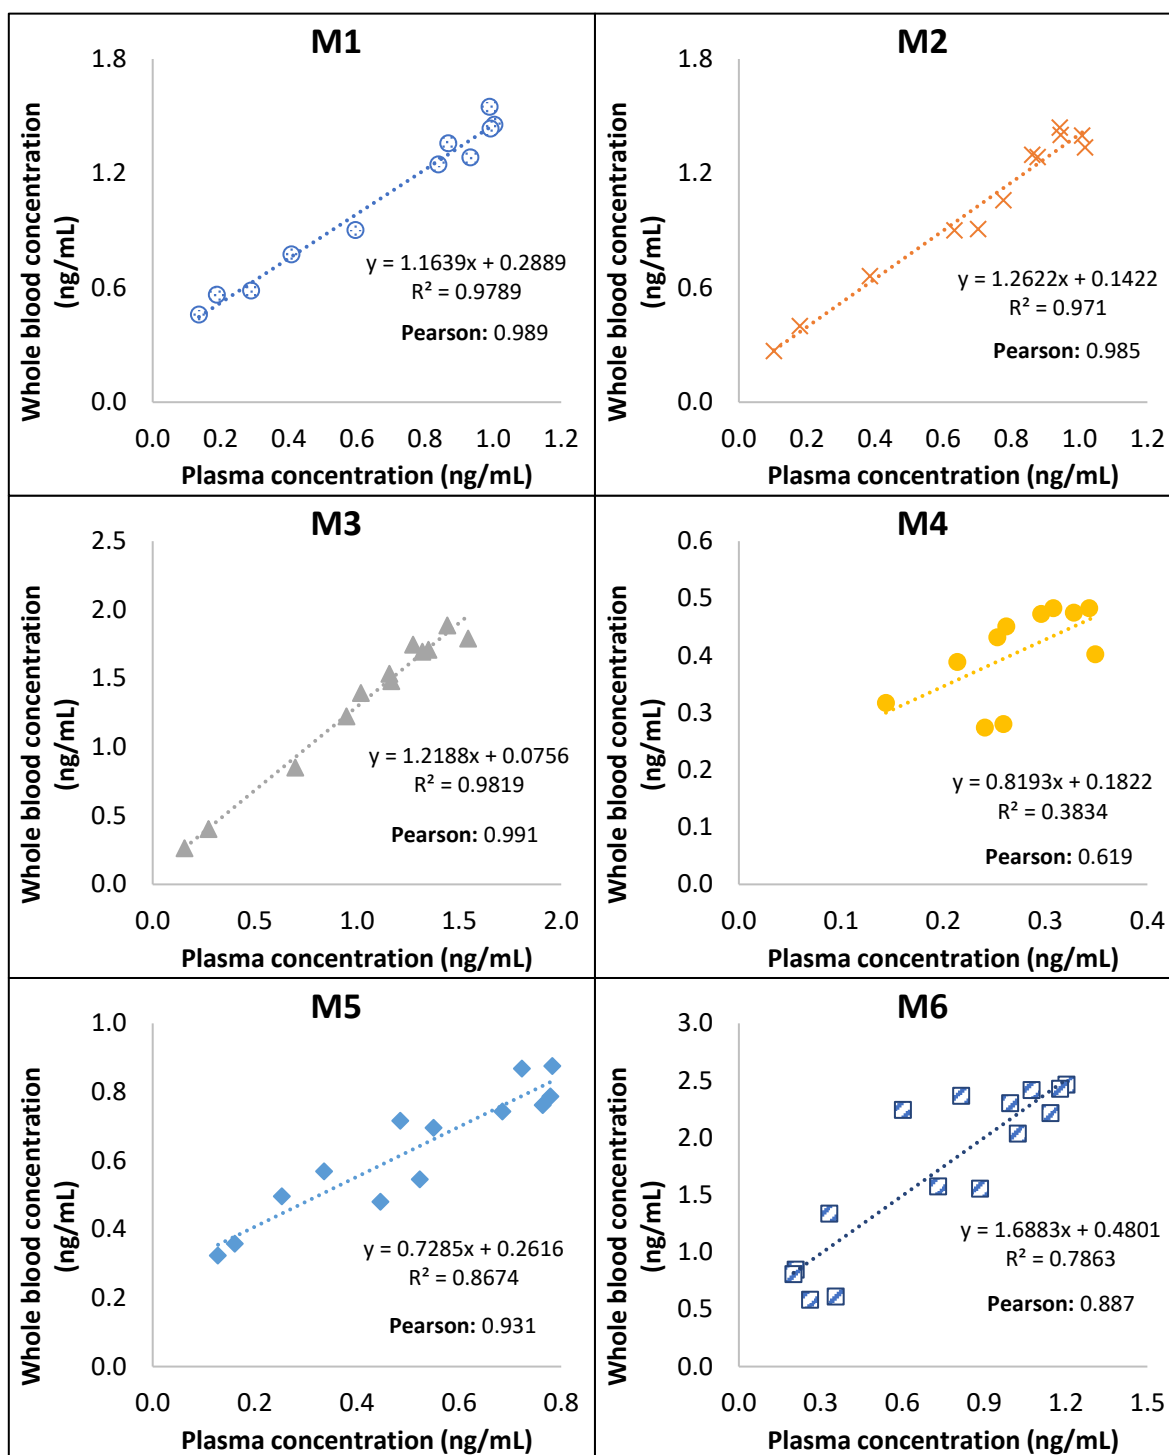 M1
Whole blood concentration
(ng/mL)
1.8
1.2
0.6
0.0
y = 1.1639x + 0.2889
R² = 0.9789
Pearson: 0.989
0.0 0.2 0.4 0.6 0.8 1.0 1.2
Plasma concentration (ng/mL)
M2
Whole blood concentration
(ng/mL)
1.8
1.2
0.6
0.0
y = 1.2622x + 0.1422
R² = 0.971
Pearson: 0.985
0.0 0.2 0.4 0.6 0.8 1.0 1.2
Plasma concentration (ng/mL)
M3
Whole blood concentration
(ng/mL)
2.5
2.0
1.5
1.0
0.5
0.0
y = 1.2188x + 0.0756
R² = 0.9819
Pearson: 0.991
0.0 0.5 1.0 1.5 2.0
Plasma concentration (ng/mL)
M4
Whole blood concentration
(ng/mL)
0.6
0.5
0.4
0.3
0.2
0.1
0.0
y = 0.8193x + 0.1822
R² = 0.3834
Pearson: 0.619
0.0 0.1 0.2 0.3 0.4
Plasma concentration (ng/mL)
M5
Whole blood concentration
(ng/mL)
1.0
0.8
0.6
0.4
0.2
0.0
y = 0.7285x + 0.2616
R² = 0.8674
Pearson: 0.931
0.0 0.2 0.4 0.6 0.8
Plasma concentration (ng/mL)
M6
Whole blood concentration
(ng/mL)
3.0
2.5
2.0
1.5
1.0
0.5
0.0
y = 1.6883x + 0.4801
R² = 0.7863
Pearson: 0.887
0.0 0.3 0.6 0.9 1.2 1.5
Plasma concentration (ng/mL)